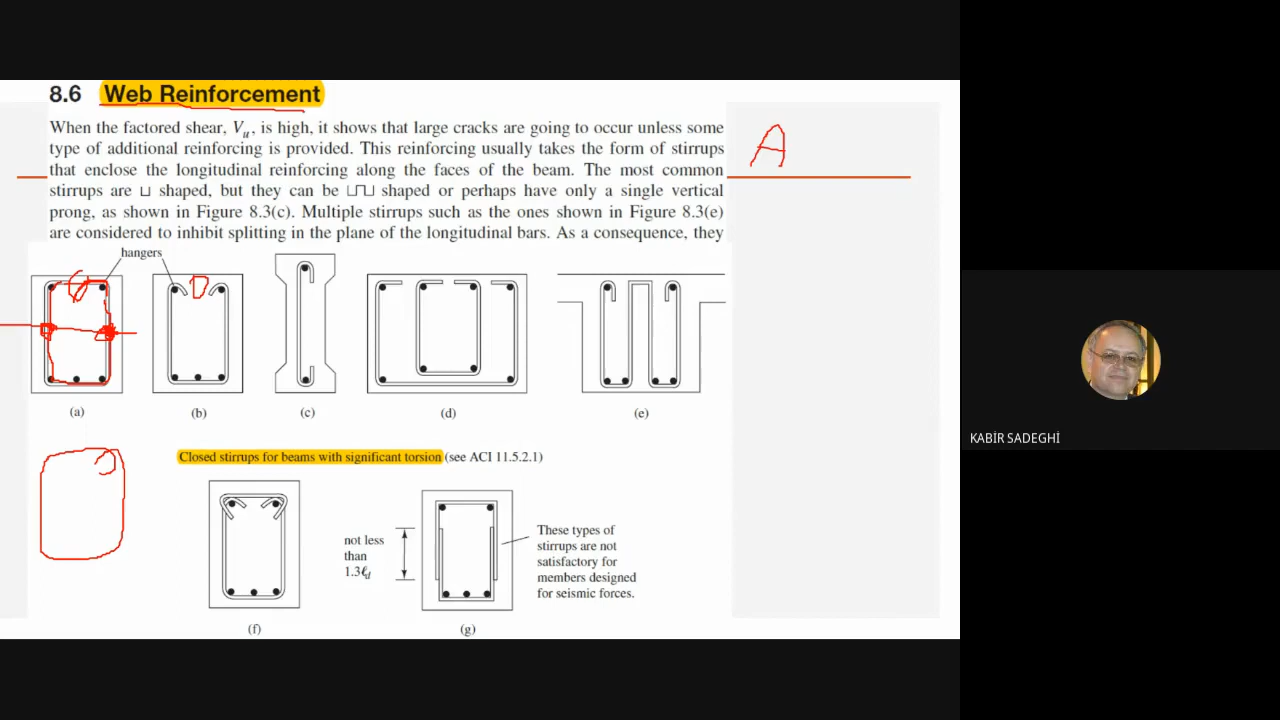 8.6 Web Reinforcement
When the factored shear, Vu, is high, it shows that large cracks are going to occur unless some
type of additional reinforcing is provided. This reinforcing usually takes the form of stirrups
that enclose the longitudinal reinforcing along the faces of the beam. The most common
stirrups are ⊔ shaped, but they can be ⊔⊓⊔ shaped or perhaps have only a single vertical
prong, as shown in Figure 8.3(c). Multiple stirrups such as the ones shown in Figure 8.3(e)
are considered to inhibit splitting in the plane of the longitudinal bars. As a consequence, they
A
hangers
(a) (b) (c) (d) (e)
Closed stirrups for beams with significant torsion (see ACI 11.5.2.1)
not less
than
1.3ℓd
These types of
stirrups are not
satisfactory for
members designed
for seismic forces.
(f) (g)
KABİR SADEGHİ